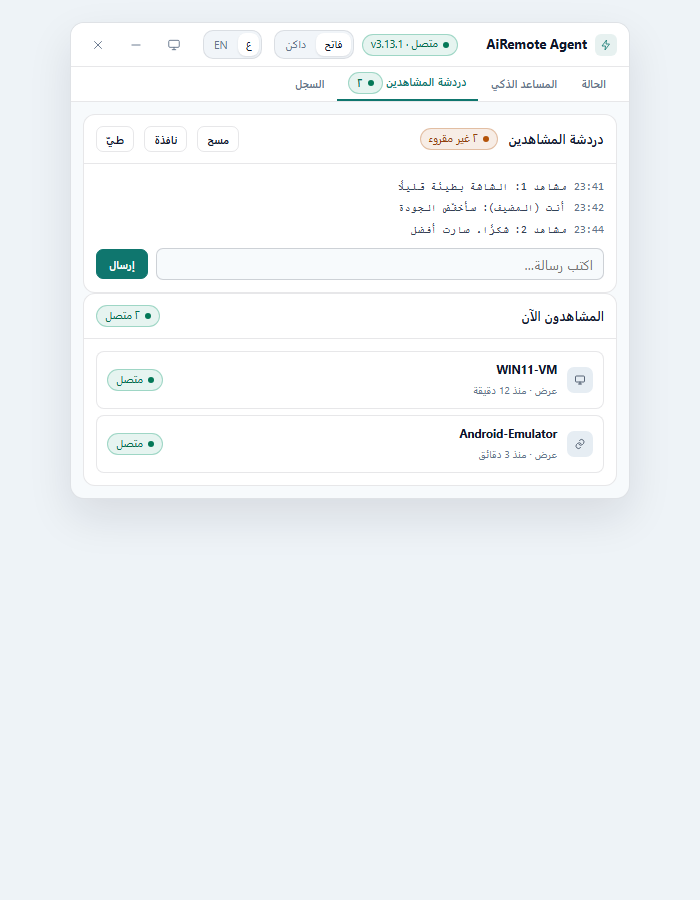 AiRemote Agent
متصل · v3.13.1
فاتح داكن
ع EN
الحالة
المساعد الذكي
دردشة المشاهدين ٢
السجل
دردشة المشاهدين
٢ غير مقروء
مسح
نافذة
طيّ
23:41 مشاهد 1: الشاشة بطيئة قليلًا
23:42 أنت (المضيف): سأخفّض الجودة
23:44 مشاهد 2: شكرًا، صارت أفضل
اكتب رسالة...
إرسال
المشاهدون الآن
٢ متصل
WIN11-VM
عرض · منذ 12 دقيقة
متصل
Android-Emulator
عرض · منذ 3 دقائق
متصل